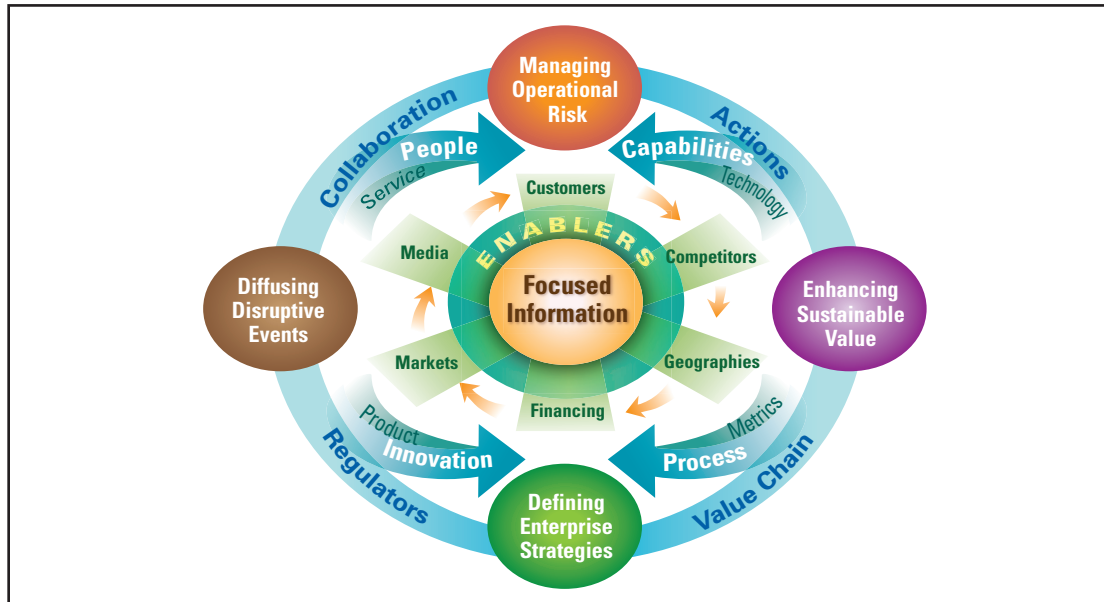 Managing
Operational
Risk
Collaboration
Actions
People
Capabilities
Service
Technology
Customers
ENABLERS
Media
Competitors
Focused
Information
Diffusing
Disruptive
Events
Enhancing
Sustainable
Value
Markets
Geographies
Financing
Product
Metrics
Innovation
Process
Regulators
Value Chain
Defining
Enterprise
Strategies